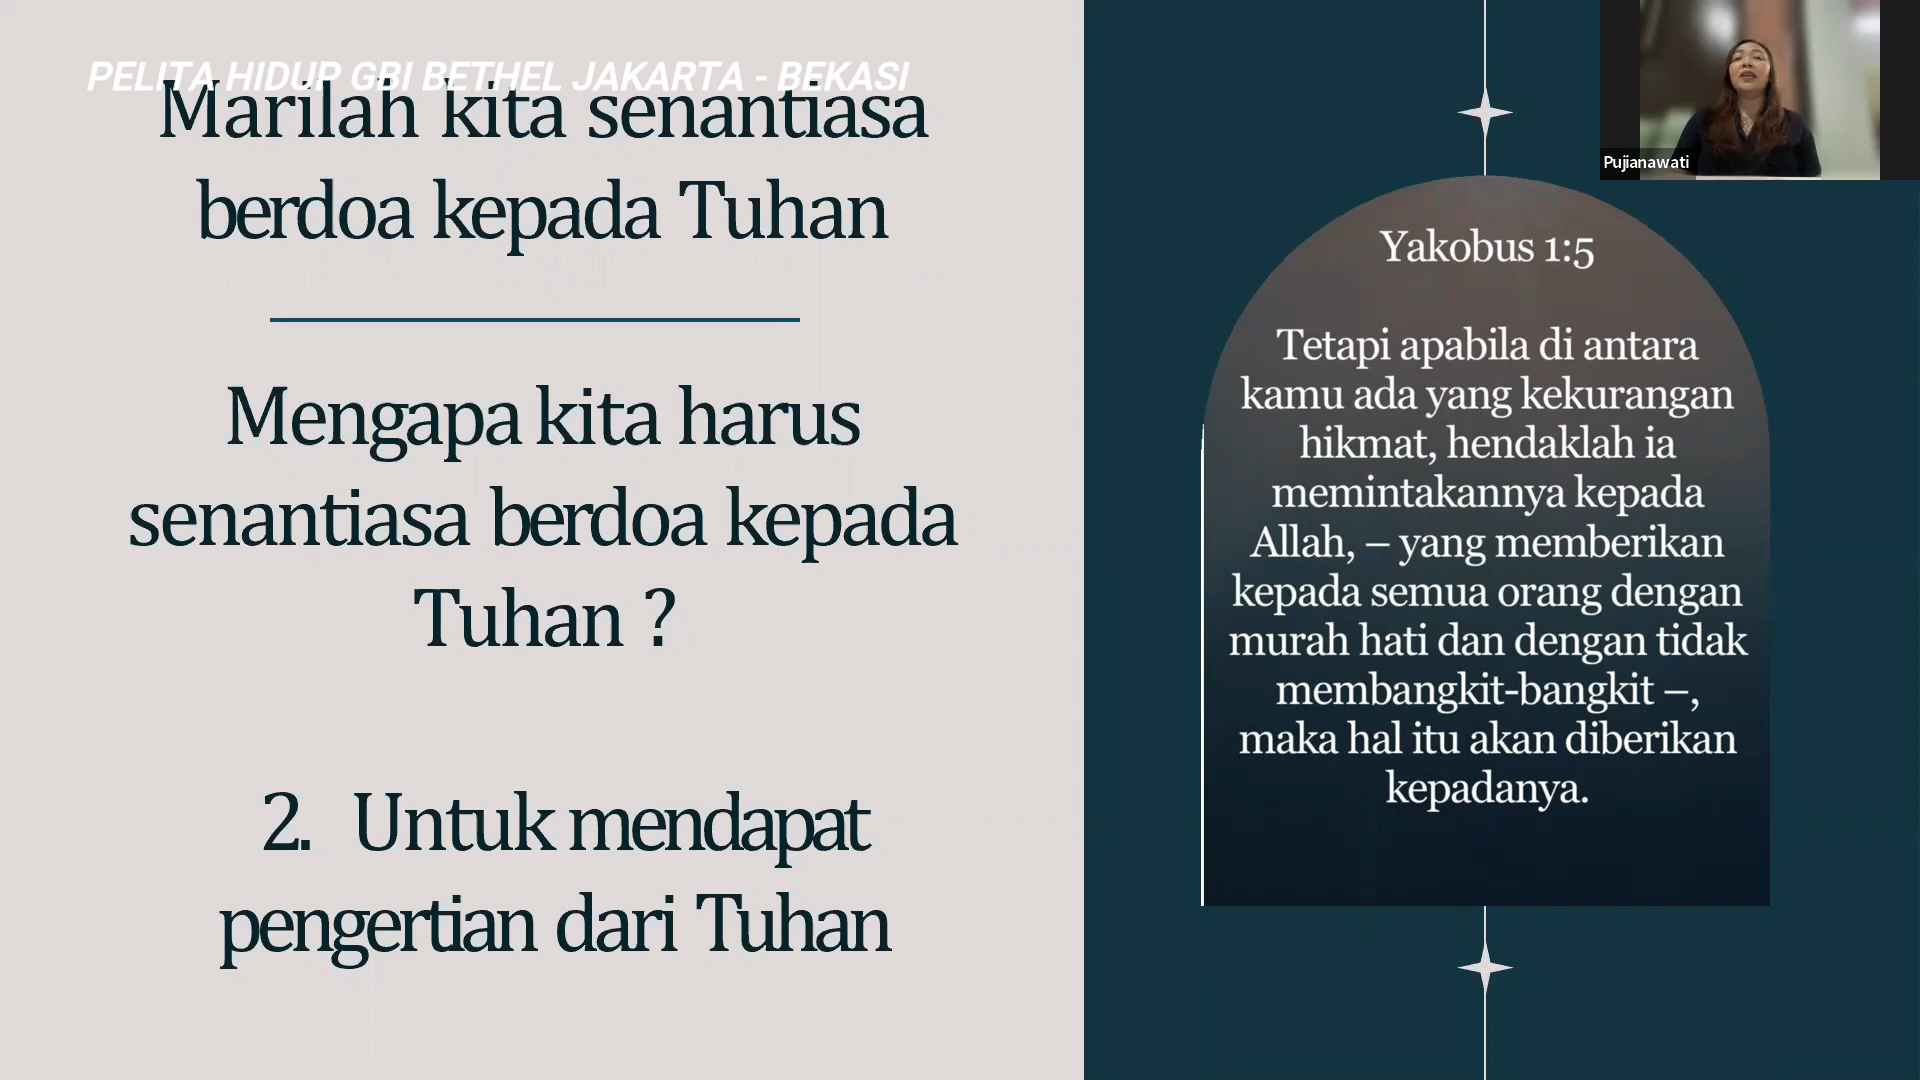 PELITA HIDUP GBI BETHEL JAKARTA - BEKASI
Marilah kita senantiasa
berdoa kepada Tuhan
Mengapa kita harus
senantiasa berdoa kepada
Tuhan ?
2. Untuk mendapat
pengertian dari Tuhan
Pujianawati
Yakobus 1:5
Tetapi apabila di antara
kamu ada yang kekurangan
hikmat, hendaklah ia
memintakannya kepada
Allah, – yang memberikan
kepada semua orang dengan
murah hati dan dengan tidak
membangkit-bangkit –,
maka hal itu akan diberikan
kepadanya.